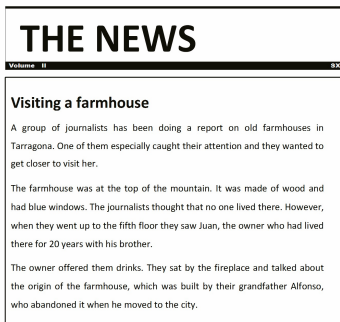 THE NEWS
Volume II SX
Visiting a farmhouse
A group of journalists has been doing a report on old farmhouses in
Tarragona. One of them especially caught their attention and they wanted to
get closer to visit her.
The farmhouse was at the top of the mountain. It was made of wood and
had blue windows. The journalists thought that no one lived there. However,
when they went up to the fifth floor they saw Juan, the owner who had lived
there for 20 years with his brother.
The owner offered them drinks. They sat by the fireplace and talked about
the origin of the farmhouse, which was built by their grandfather Alfonso,
who abandoned it when he moved to the city.